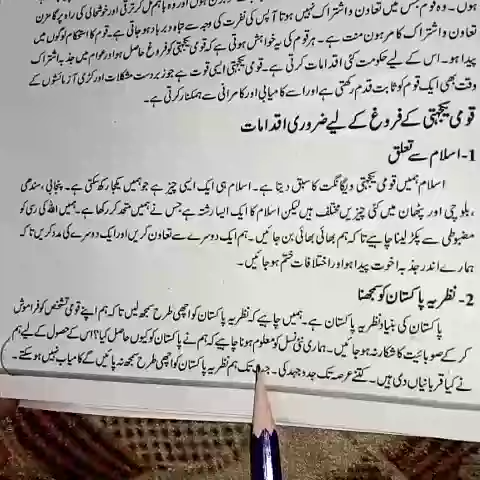 ہوں۔ وہ قوم جس میں تعاون و اشتراک نہیں ہوتا آپس کی نفرت کی وجہ سے تباہ و برباد ہو جاتی ہے۔ قوم کا استحکام لوگوں میں
تعاون و اشتراک کا مرہون منت ہے۔ ہر قوم کی یہ خواہش ہوتی ہے کہ قومی یکجہتی کو فروغ حاصل ہو اور عوام میں جذبہ اشتراک
پیدا ہو۔ اس کے لیے حکومت کئی اقدامات کرتی ہے۔ قومی یکجہتی ایسی قوت ہے جو زبردست مشکلات اور کڑی آزمائشوں کے
وقت بھی ایک قوم کو ثابت قدم رکھتی ہے اور اسے کامیابی اور کامرانی سے ہمکنار کرتی ہے۔
قومی یکجہتی کے فروغ کے لیے ضروری اقدامات
1- اسلام سے تعلق
اسلام ہمیں قومی یکجہتی و یگانگت کا سبق دیتا ہے۔ اسلام ہی ایک ایسی چیز ہے جو ہمیں یکجا رکھ سکتی ہے۔ پنجابی، سندھی
، بلوچی اور پٹھان میں کئی چیزیں مختلف ہیں لیکن اسلام کا ایک ایسا رشتہ ہے جس نے ہمیں متحد کر رکھا ہے۔ ہمیں اللہ کی رسی کو
مضبوطی سے پکڑ لینا چاہیے تاکہ ہم بھائی بھائی بن جائیں۔ ہم ایک دوسرے سے تعاون کریں اور ایک دوسرے کی مدد کریں تاکہ
ہمارے اندر جذبہ اخوت پیدا ہو اور اختلافات ختم ہو جائیں۔
2- نظریہ پاکستان کو سمجھنا
پاکستان کی بنیاد نظریہ پاکستان ہے۔ ہمیں چاہیے کہ نظریہ پاکستان کو اچھی طرح سمجھ لیں تاکہ ہم اپنے قومی تشخص کو فراموش
کر کے صوبائیت کا شکار نہ ہو جائیں۔ ہماری نئی نسل کو معلوم ہونا چاہیے کہ ہم نے پاکستان کو کیوں حاصل کیا؟ اس کے حصول کے لیے ہم
نے کیا قربانیاں دی ہیں۔ کتنے عرصہ تک جدوجہد کی۔ جب تک ہم نظریہ پاکستان کو اچھی طرح سمجھ نہ پائیں گے کامیاب نہیں ہو سکتے۔